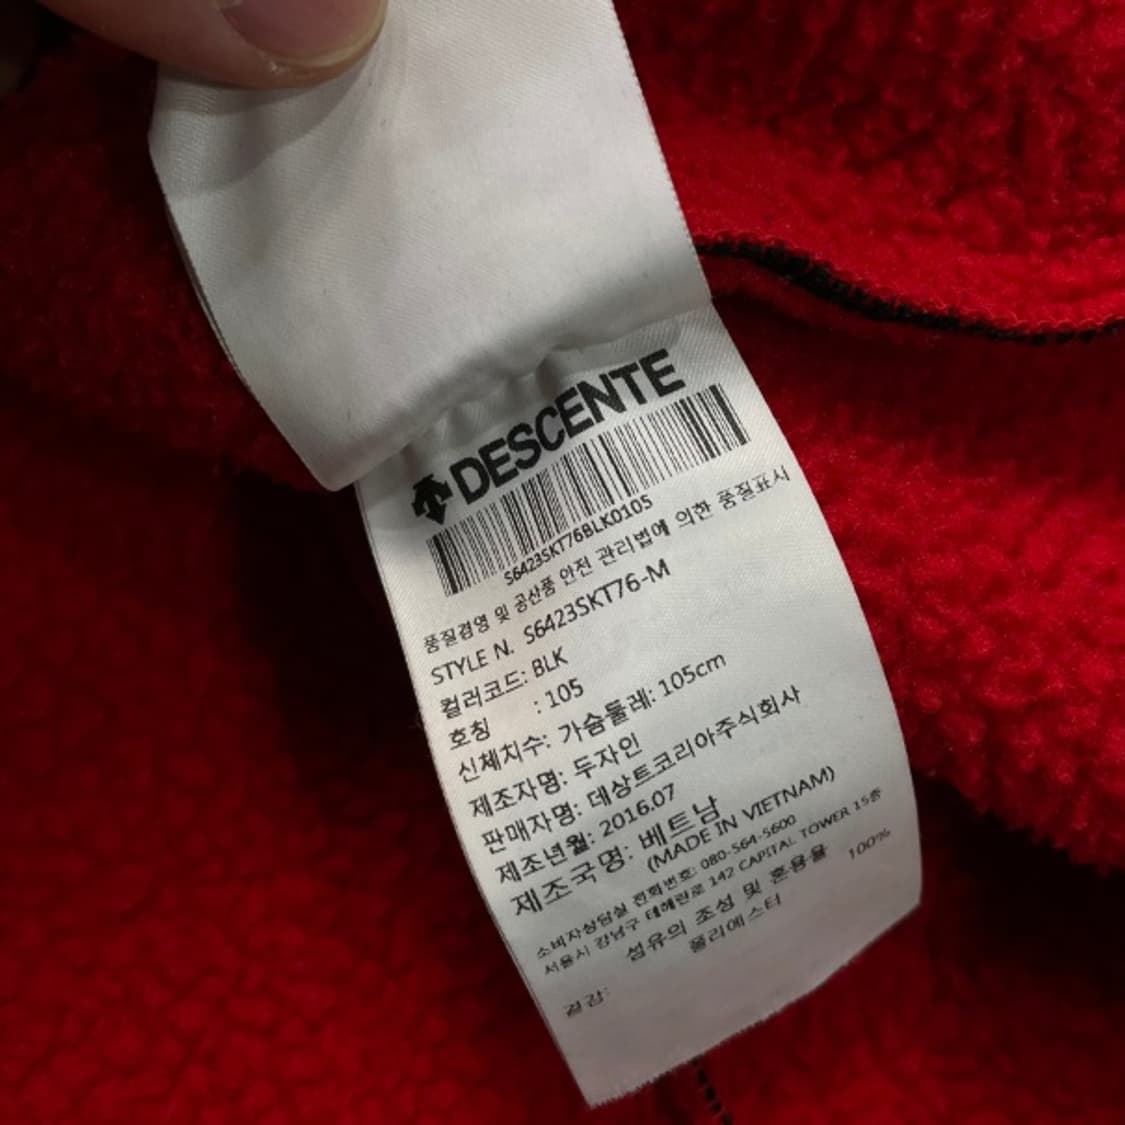 DESCENTE
S6423SKT76BLK0105
품질경영 및 공산품 안전 관리법에 의한 품질표시
STYLE N. S6423SKT76-M
컬러코드: BLK
호칭 : 105
신체치수: 가슴둘레: 105cm
제조자명: 두자인
판매자명: 데상트코리아주식회사
제조년월: 2016.07
제조국명: 베트남
(MADE IN VIETNAM)
소비자상담실 전화번호: 080-564-5600
서울시 강남구 테헤란로 142 CAPITAL TOWER 15층
섬유의 조성 및 혼용율
폴리에스터 100%
겉감: